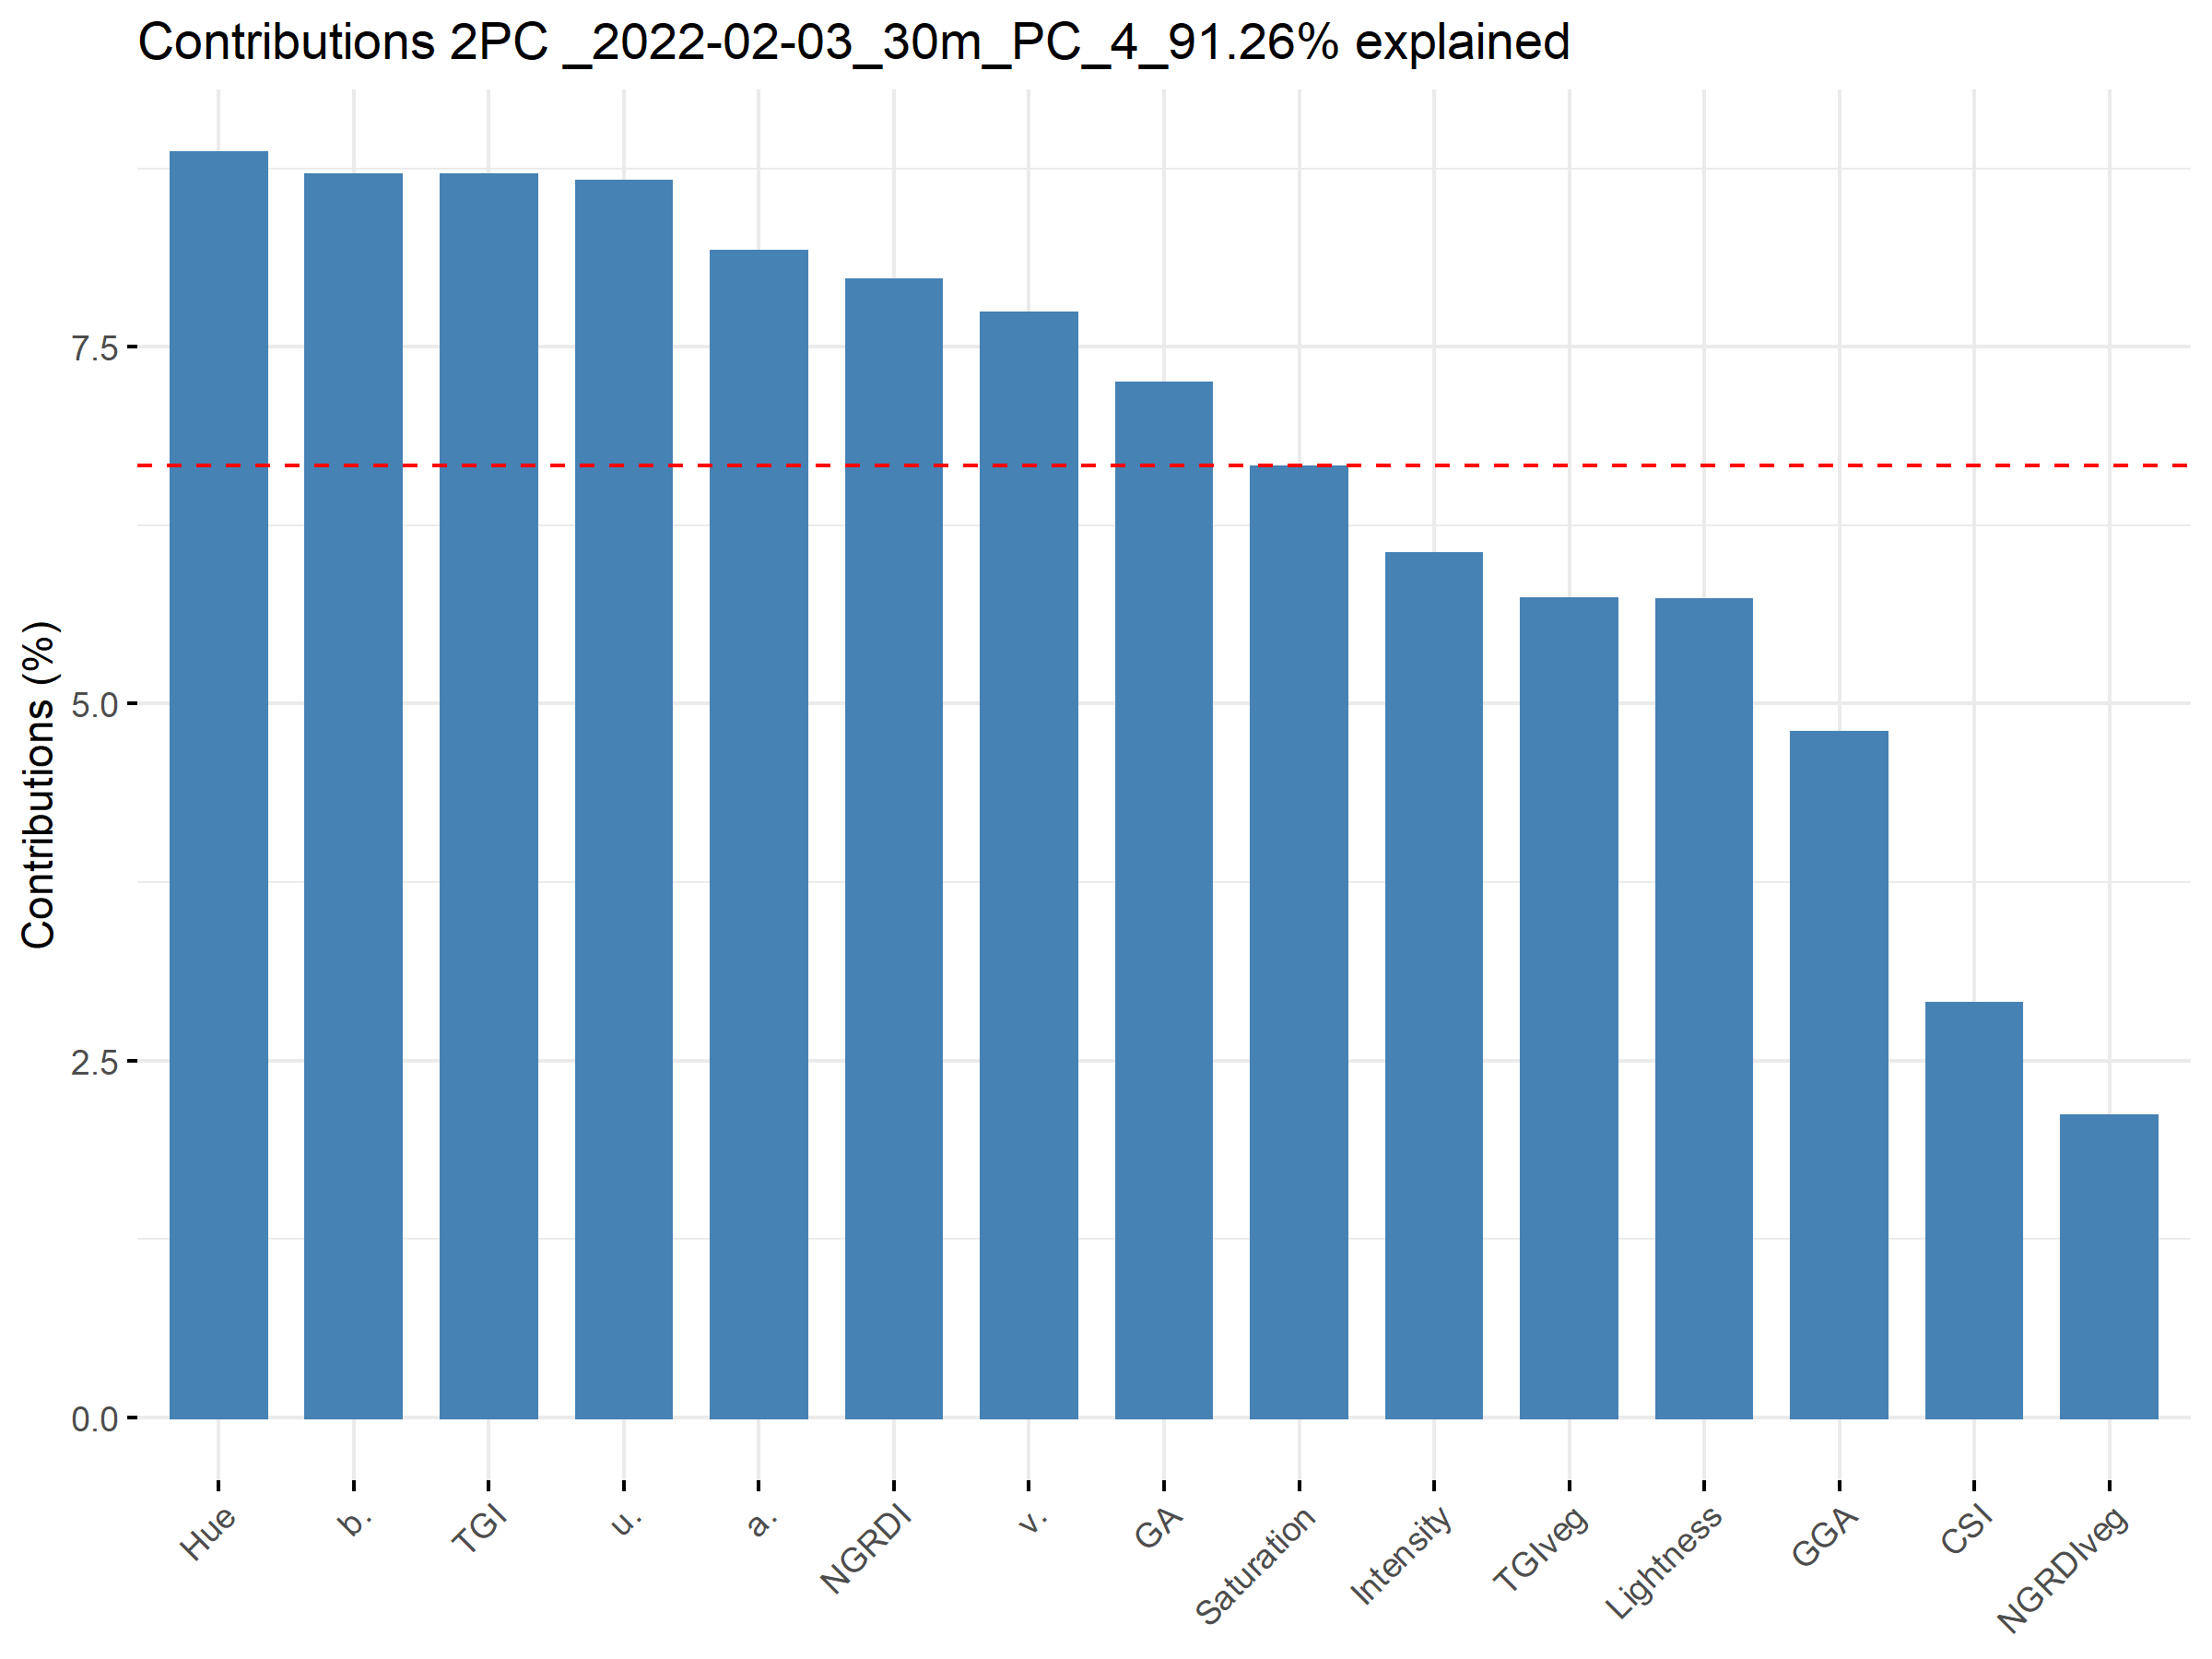 Contributions 2PC _2022-02-03_30m_PC_4_91.26% explained
Contributions (%)
7.5
5.0
2.5
0.0
Hue
b.
TGI
u.
a.
NGRDI
v.
GA
Saturation
Intensity
TGIveg
Lightness
GGA
CSI
NGRDIveg